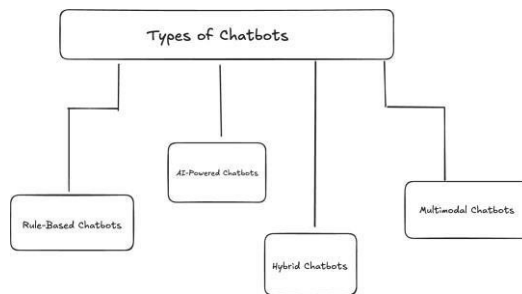 Types of Chatbots
AI-Powered Chatbots
Rule-Based Chatbots
Multimodal Chatbots
Hybrid Chatbots